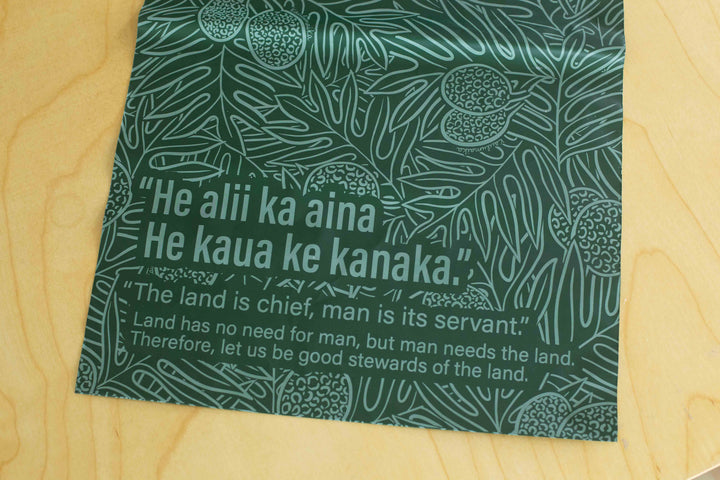 “He alii ka aina
He kaua ke kanaka.”
“The land is chief, man is its servant.”
Land has no need for man, but man needs the land.
Therefore, let us be good stewards of the land.